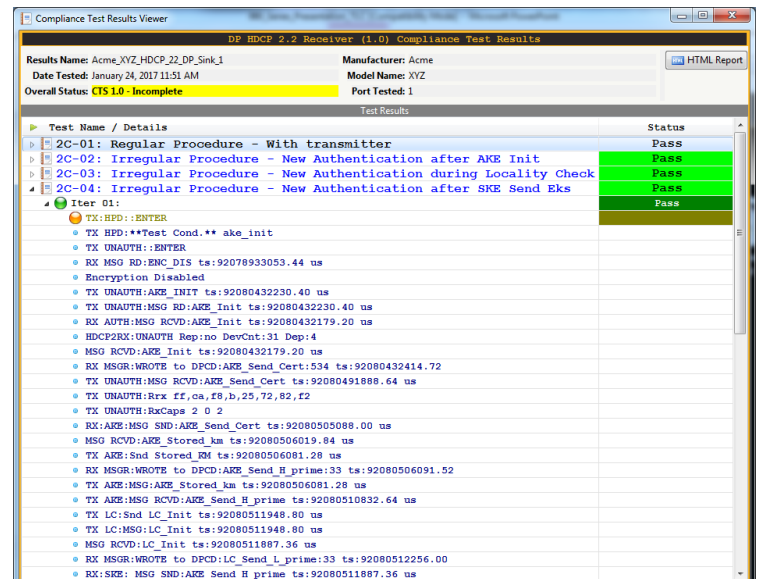 Compliance Test Results Viewer
DP HDCP 2.2 Receiver (1.0) Compliance Test Results
Results Name: Acme_XYZ_HDCP_22_DP_Sink_1 Manufacturer: Acme HTML Report
Date Tested: January 24, 2017 11:51 AM Model Name: XYZ
Overall Status: CTS 1.0 - Incomplete Port Tested: 1
Test Results
Test Name / Details Status
2C-01: Regular Procedure - With transmitter Pass
2C-02: Irregular Procedure - New Authentication after AKE Init Pass
2C-03: Irregular Procedure - New Authentication during Locality Check Pass
2C-04: Irregular Procedure - New Authentication after SKE Send Eks Pass
Iter 01: Pass
TX:HPD::ENTER
TX HPD:**Test Cond.** ake_init
TX UNAUTH::ENTER
RX MSG RD:ENC_DIS ts:92078933053.44 us
Encryption Disabled
TX UNAUTH:AKE_INIT ts:92080432230.40 us
TX UNAUTH:MSG RD:AKE_Init ts:92080432230.40 us
RX AUTH:MSG RCVD:AKE_Init ts:92080432179.20 us
HDCP2RX:UNAUTH Rep:no DevCnt:31 Dep:4
MSG RCVD:AKE_Init ts:92080432179.20 us
RX MSGR:WROTE to DPCD:AKE_Send_Cert:534 ts:92080432414.72
TX UNAUTH:MSG RCVD:AKE_Send_Cert ts:92080491888.64 us
TX UNAUTH:Rrx ff,ca,f8,b,25,72,82,f2
TX UNAUTH:RxCaps 2 0 2
RX:AKE:MSG SND:AKE_Send_Cert ts:92080505088.00 us
MSG RCVD:AKE_Stored_km ts:92080506019.84 us
TX AKE:Snd Stored_KM ts:92080506081.28 us
RX MSGR:WROTE to DPCD:AKE_Send_H_prime:33 ts:92080506091.52
TX AKE:MSG:AKE_Stored_km ts:92080506081.28 us
TX AKE:MSG RCVD:AKE_Send_H_prime ts:92080510832.64 us
TX LC:Snd LC_Init ts:92080511948.80 us
TX LC:MSG:LC_Init ts:92080511948.80 us
MSG RCVD:LC_Init ts:92080511887.36 us
RX MSGR:WROTE to DPCD:LC_Send_L_prime:33 ts:92080512256.00
RX:SKE: MSG SND:AKE_Send_H_prime ts:92080511887.36 us